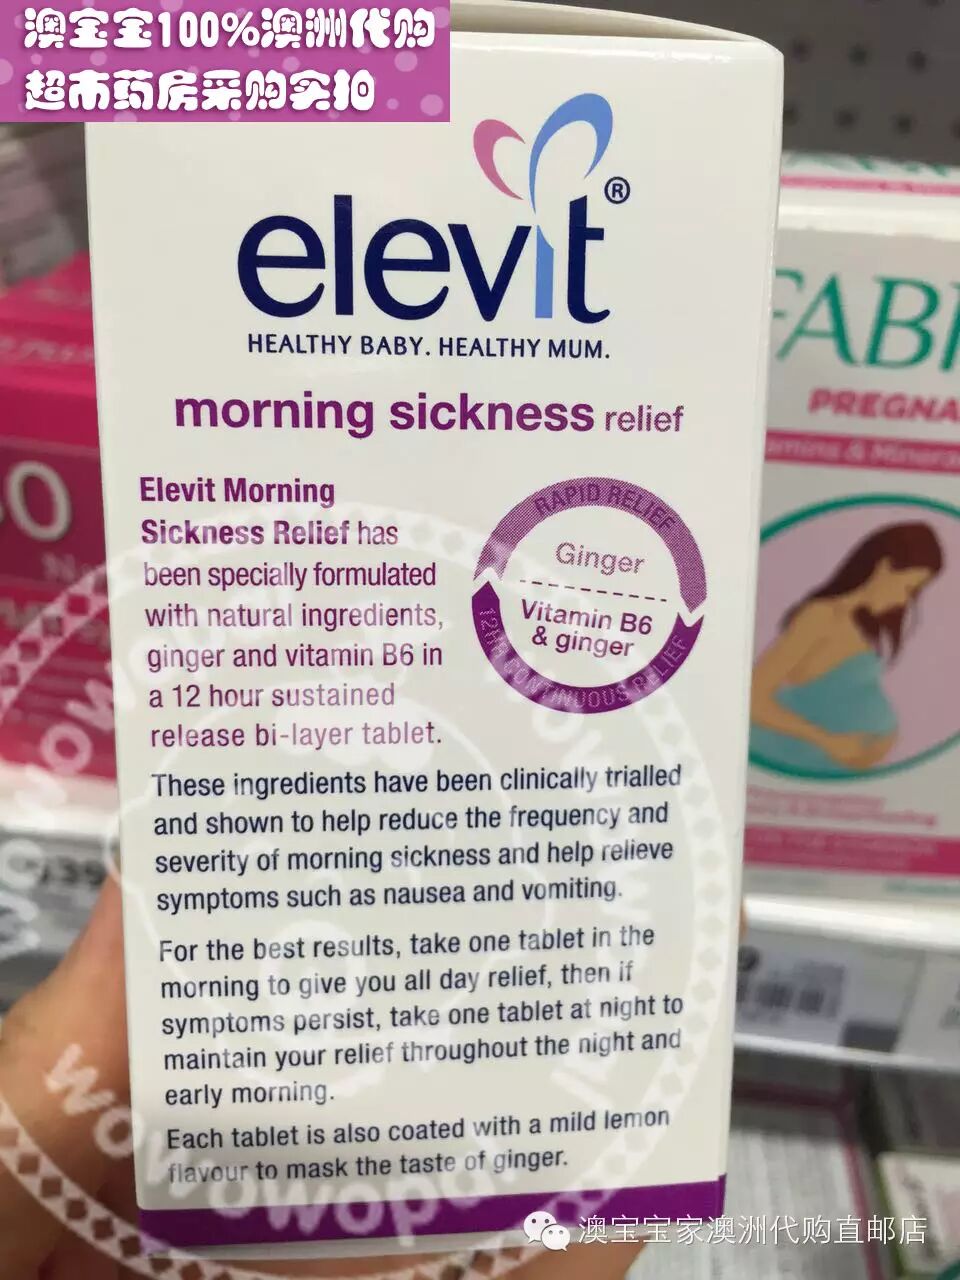 澳宝宝100%澳洲代购
超市药房采购实拍
elevit®
HEALTHY BABY. HEALTHY MUM.
morning sickness relief
Elevit Morning
Sickness Relief has
been specially formulated
with natural ingredients,
ginger and vitamin B6 in
a 12 hour sustained
release bi-layer tablet.
RAPID RELIEF
Ginger
Vitamin B6
& ginger
12HR CONTINUOUS RELIEF
These ingredients have been clinically trialled
and shown to help reduce the frequency and
severity of morning sickness and help relieve
symptoms such as nausea and vomiting.
For the best results, take one tablet in the
morning to give you all day relief, then if
symptoms persist, take one tablet at night to
maintain your relief throughout the night and
early morning.
Each tablet is also coated with a mild lemon
flavour to mask the taste of ginger.
FAB
PREGNA
wowopa
澳宝宝家澳洲代购直邮店